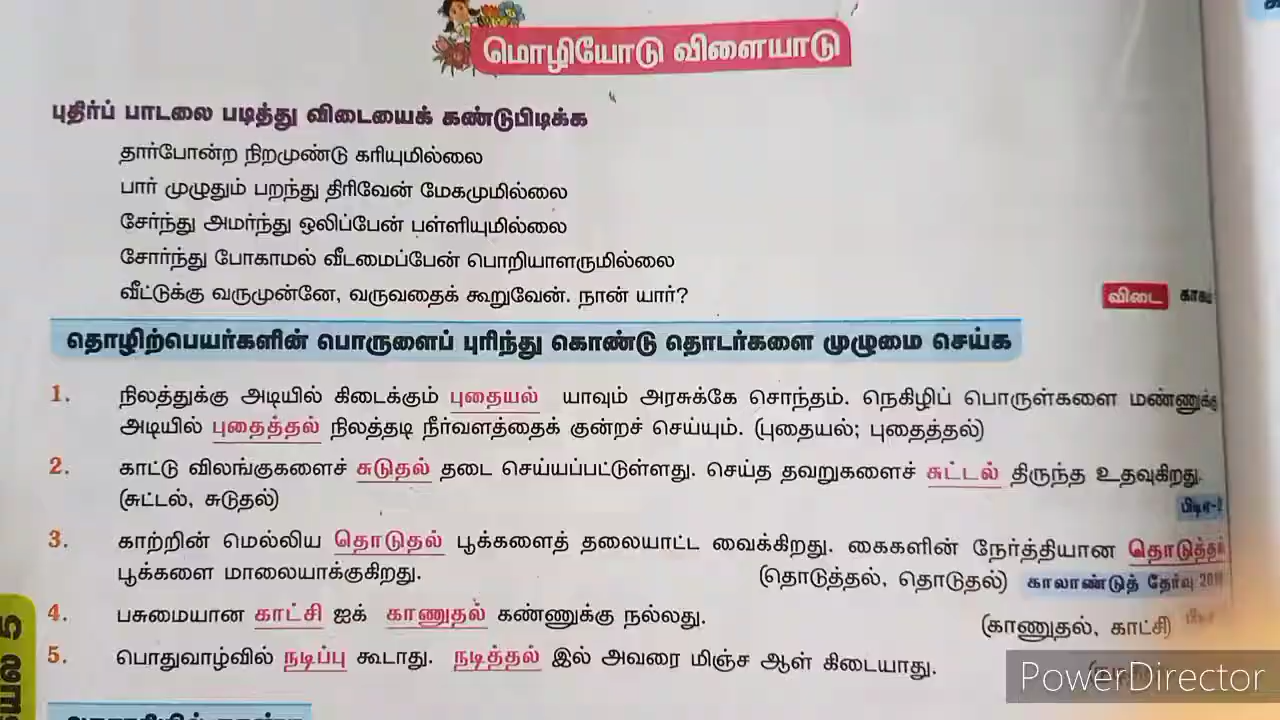 மொழியோடு விளையாடு
புதிர்ப் பாடலை படித்து விடையைக் கண்டுபிடிக்க
தார்போன்ற நிறமுண்டு கரியுமில்லை
பார் முழுதும் பறந்து திரிவேன் மேகமுமில்லை
சேர்ந்து அமர்ந்து ஒலிப்பேன் பள்ளியுமில்லை
சோர்ந்து போகாமல் வீடமைப்பேன் பொறியாளருமில்லை
வீட்டுக்கு வருமுன்னே, வருவதைக் கூறுவேன். நான் யார்? விடை
தொழிற்பெயர்களின் பொருளைப் புரிந்து கொண்டு தொடர்களை முழுமை செய்க
1. நிலத்துக்கு அடியில் கிடைக்கும் புதையல் யாவும் அரசுக்கே சொந்தம். நெகிழிப் பொருள்களை மண்ணுக்கு
அடியில் புதைத்தல் நிலத்தடி நீர்வளத்தைக் குன்றச் செய்யும். (புதையல்; புதைத்தல்)
2. காட்டு விலங்குகளைச் சுடுதல் தடை செய்யப்பட்டுள்ளது. செய்த தவறுகளைச் சுட்டல் திருந்த உதவுகிறது.
(சுட்டல், சுடுதல்)
3. காற்றின் மெல்லிய தொடுதல் பூக்களைத் தலையாட்ட வைக்கிறது. கைகளின் நேர்த்தியான தொடுத்தல்
பூக்களை மாலையாக்குகிறது. (தொடுத்தல், தொடுதல்) காலாண்டுத் தேர்வு
4. பசுமையான காட்சி ஐக் காணுதல் கண்ணுக்கு நல்லது. (காணுதல், காட்சி)
5. பொதுவாழ்வில் நடிப்பு கூடாது. நடித்தல் இல் அவரை மிஞ்ச ஆள் கிடையாது.
PowerDirector